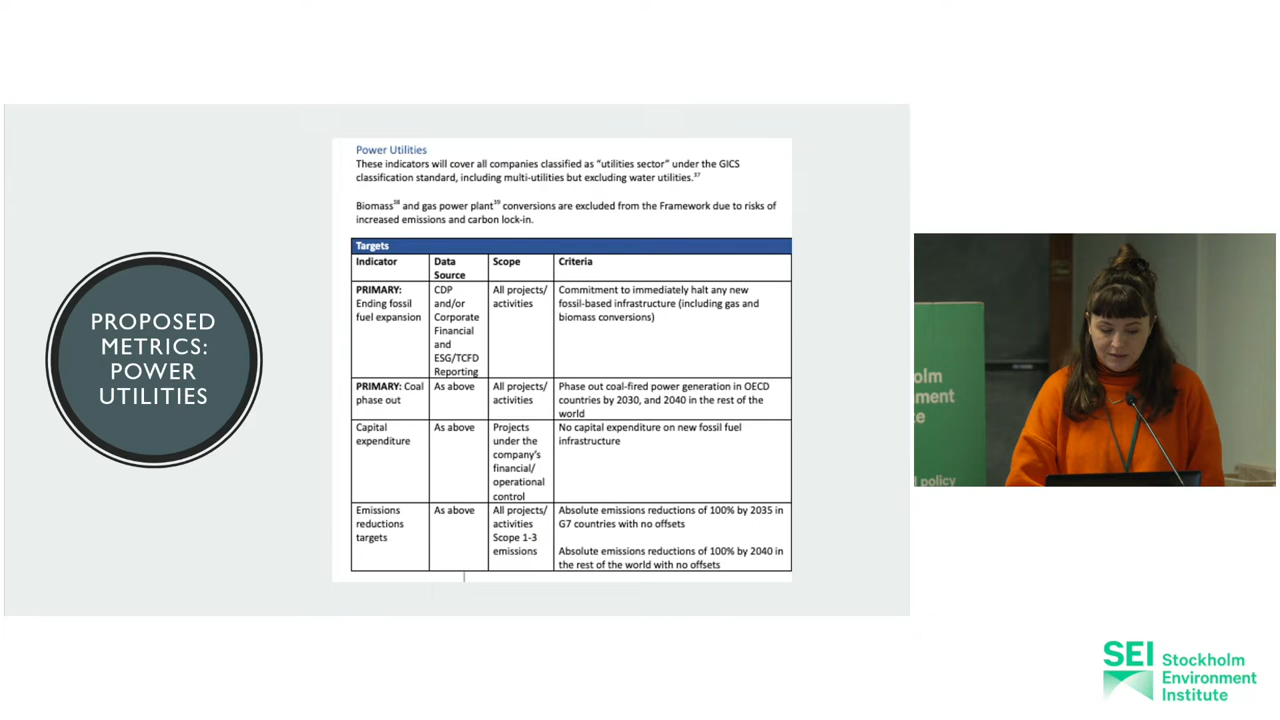 PROPOSED
METRICS:
POWER
UTILITIES
Power Utilities
These indicators will cover all companies classified as “utilities sector” under the GICS
classification standard, including multi-utilities but excluding water utilities.37
Biomass38 and gas power plant39 conversions are excluded from the Framework due to risks of
increased emissions and carbon lock-in.
Targets
Indicator
Data
Source
Scope
Criteria
PRIMARY:
Ending fossil
fuel expansion
CDP
and/or
Corporate
Financial
and
ESG/TCFD
Reporting
All projects/
activities
Commitment to immediately halt any new
fossil-based infrastructure (including gas and
biomass conversions)
PRIMARY: Coal
phase out
As above
All projects/
activities
Phase out coal-fired power generation in OECD
countries by 2030, and 2040 in the rest of the
world
Capital
expenditure
As above
Projects
under the
company’s
financial/
operational
control
No capital expenditure on new fossil fuel
infrastructure
Emissions
reductions
targets
As above
All projects/
activities
Scope 1-3
emissions
Absolute emissions reductions of 100% by 2035 in
G7 countries with no offsets
Absolute emissions reductions of 100% by 2040 in
the rest of the world with no offsets
olm
nment
te
policy
SEI Stockholm
Environment
Institute